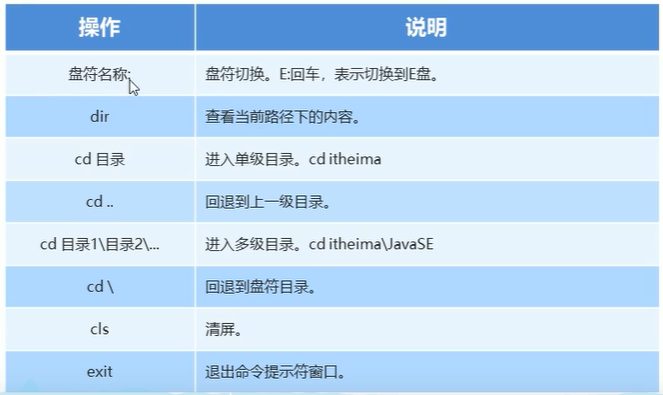 操作 说明
盘符名称: 盘符切换。E:回车，表示切换到E盘。
dir 查看当前路径下的内容。
cd 目录 进入单级目录。cd itheima
cd .. 回退到上一级目录。
cd 目录1\目录2\... 进入多级目录。cd itheima\JavaSE
cd \ 回退到盘符目录。
cls 清屏。
exit 退出命令提示符窗口。